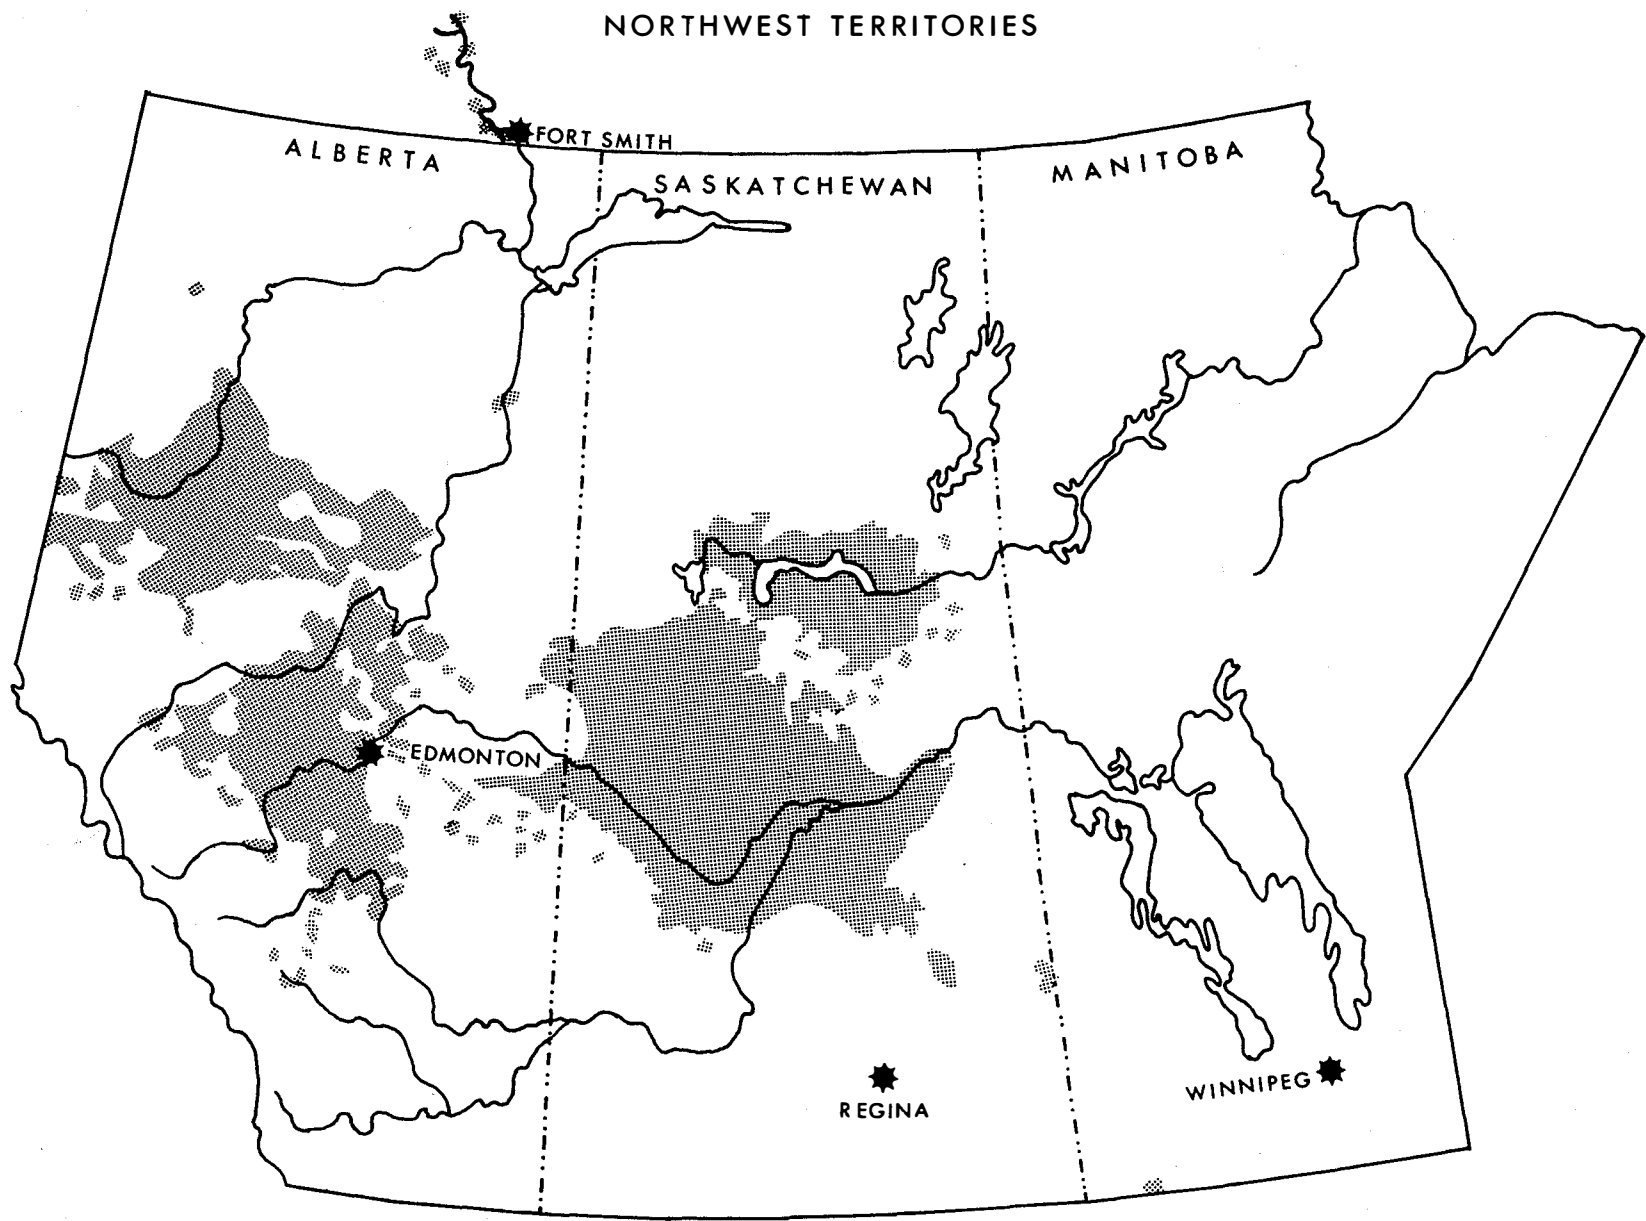 NORTHWEST TERRITORIES
FORT SMITH
ALBERTA
SASKATCHEWAN
MANITOBA
EDMONTON
WINNIPEG
REGINA